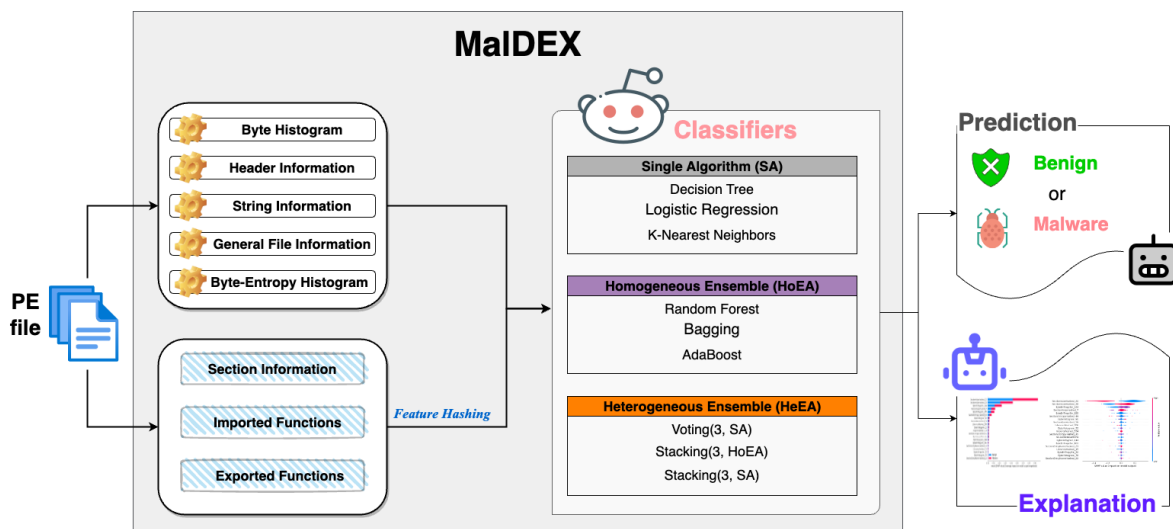 MalDEX
PE
file
Byte Histogram
Header Information
String Information
General File Information
Byte-Entropy Histogram
Section Information
Imported Functions
Exported Functions
Feature Hashing
Classifiers
Single Algorithm (SA)
Decision Tree
Logistic Regression
K-Nearest Neighbors
Homogeneous Ensemble (HoEA)
Random Forest
Bagging
AdaBoost
Heterogeneous Ensemble (HeEA)
Voting(3, SA)
Stacking(3, HoEA)
Stacking(3, SA)
Prediction
Benign
or
Malware
Explanation